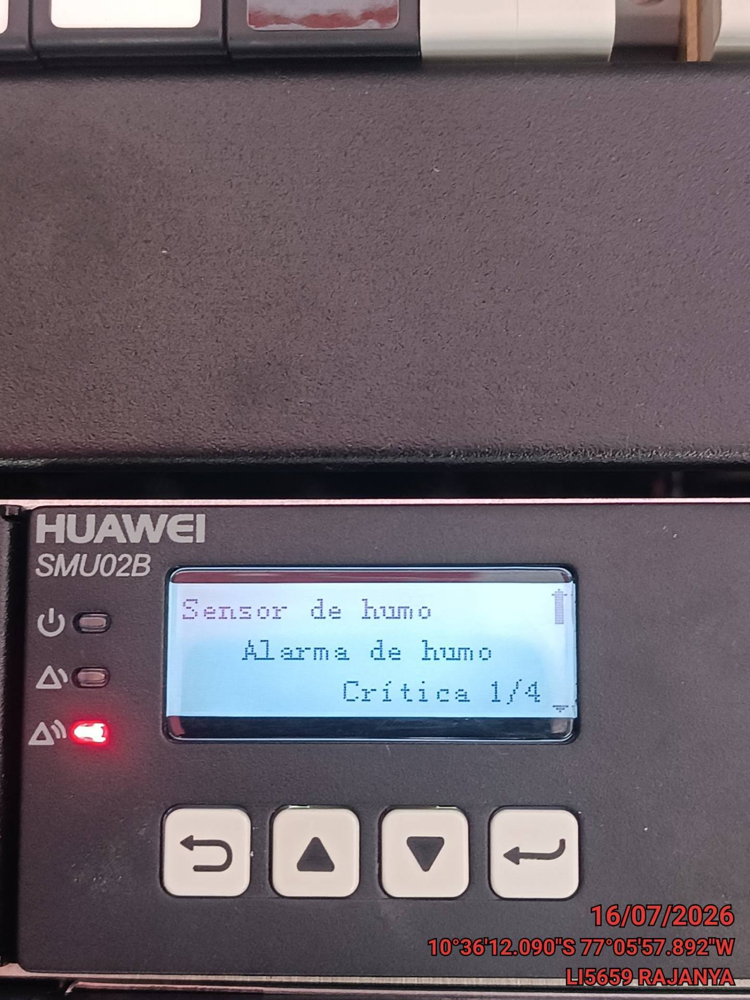 HUAWEI
SMU02B
Sensor de humo
Alarma de humo
Crítica 1/4
16/07/2026
10°36'12.090"S 77°05'57.892"W
LI5659 RAJANYA